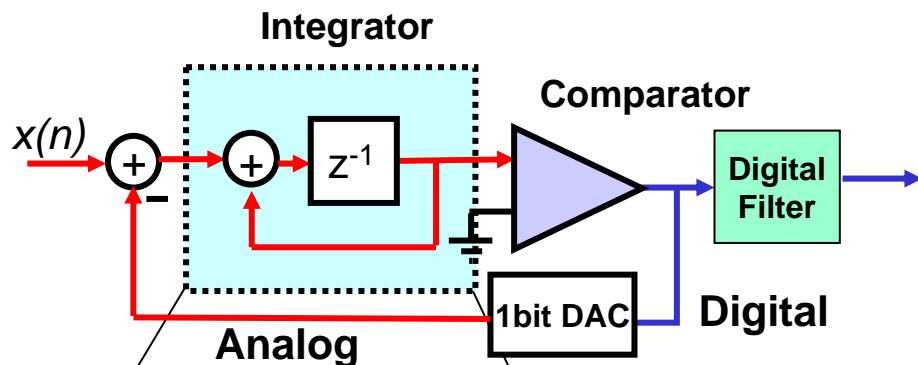 Integrator
Comparator
x(n)
+
+
z⁻¹
−
Digital
Filter
1bit DAC
Digital
Analog